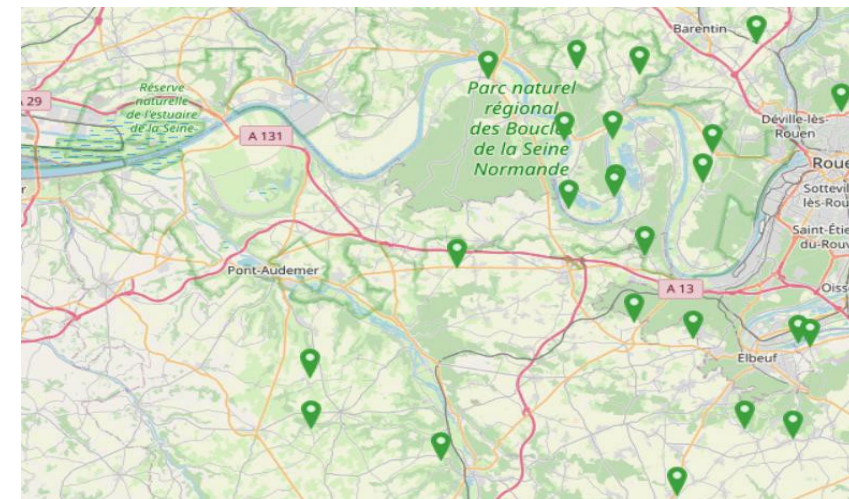 Barentin
Parc naturel
régional
des Boucles
de la Seine
Normande
Réserve
naturelle
de l'estuaire
de la Seine
A 29
A 131
Déville-lès-
Rouen
Sotteville
lès-Rou
Saint-Étie
du-Rouv
Pont-Audemer
A 13
Oiss
Elbeuf